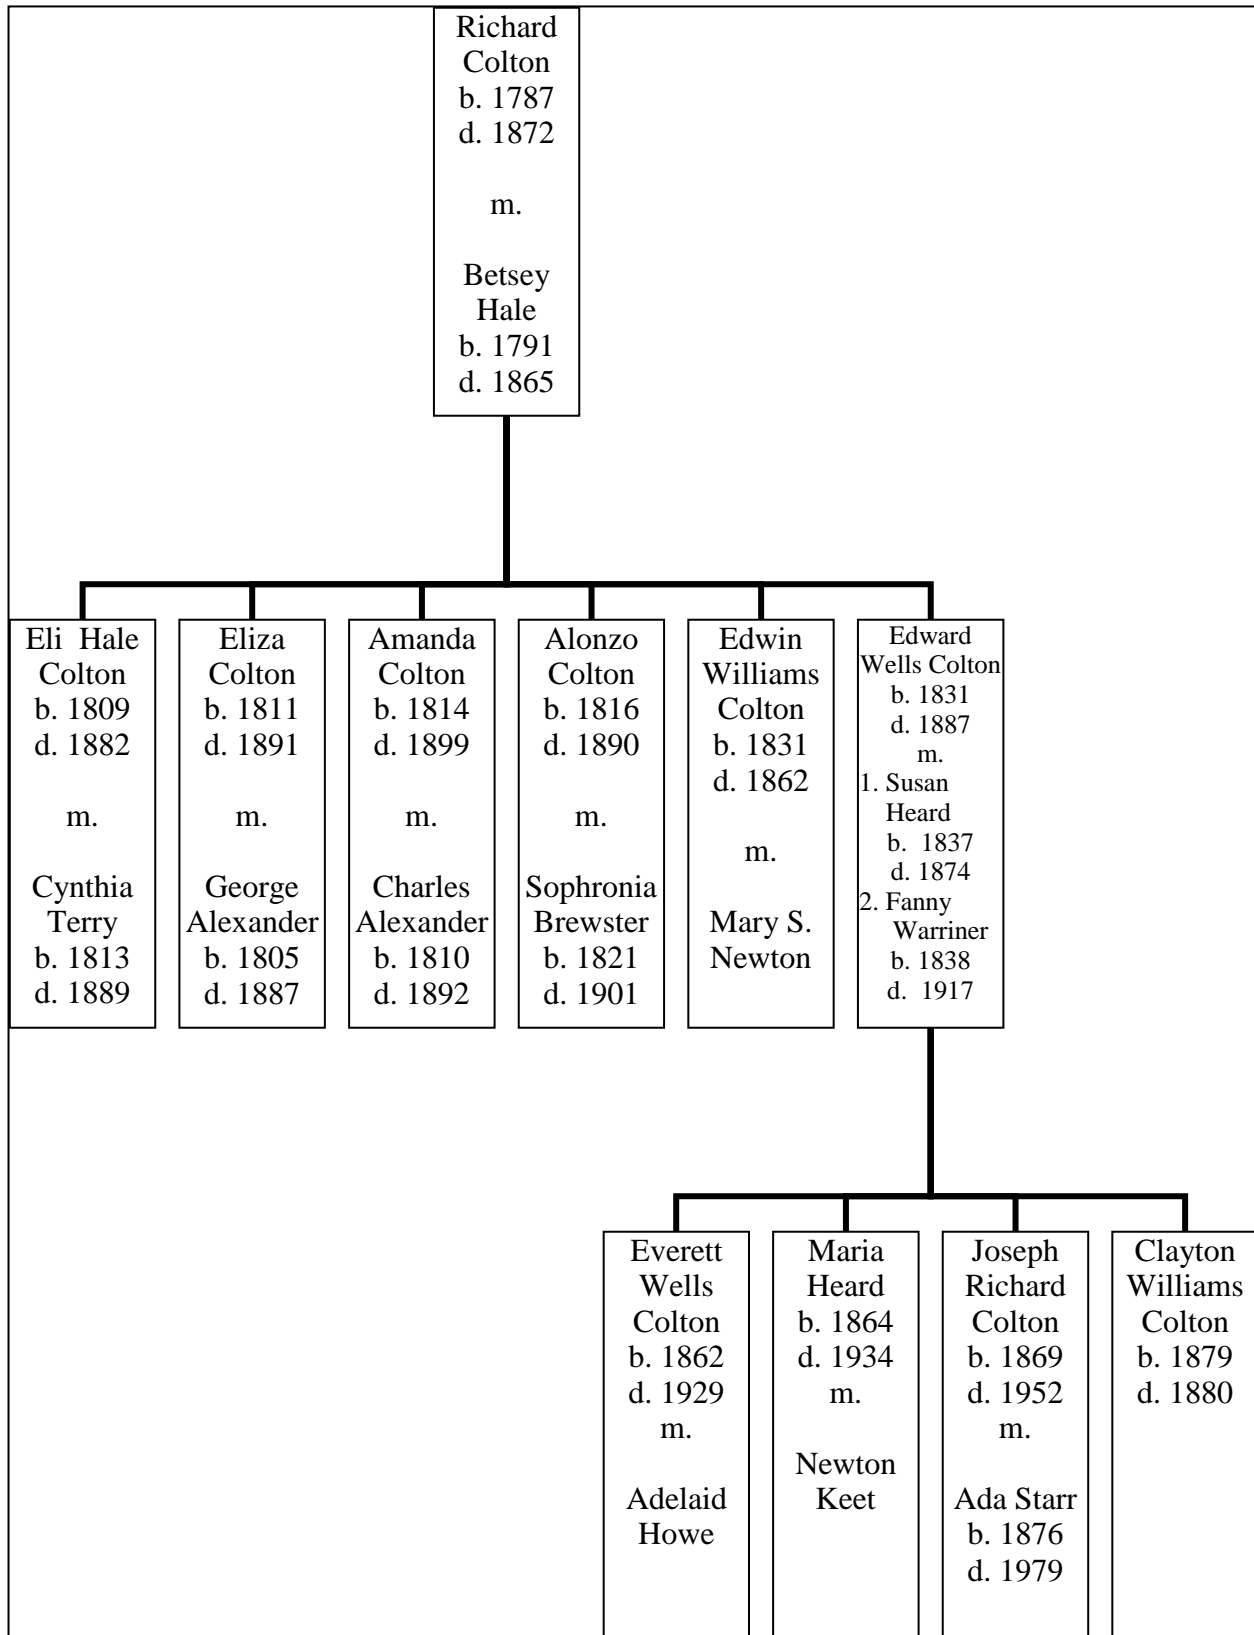 Richard
Colton
b. 1787
d. 1872
m.
Betsey
Hale
b. 1791
d. 1865
Eli Hale
Colton
b. 1809
d. 1882
m.
Cynthia
Terry
b. 1813
d. 1889
Eliza
Colton
b. 1811
d. 1891
m.
George
Alexander
b. 1805
d. 1887
Amanda
Colton
b. 1814
d. 1899
m.
Charles
Alexander
b. 1810
d. 1892
Alonzo
Colton
b. 1816
d. 1890
m.
Sophronia
Brewster
b. 1821
d. 1901
Edwin
Williams
Colton
b. 1831
d. 1862
m.
Mary S.
Newton
Edward
Wells Colton
b. 1831
d. 1887
m.
1. Susan
Heard
b. 1837
d. 1874
2. Fanny
Warriner
b. 1838
d. 1917
Everett
Wells
Colton
b. 1862
d. 1929
m.
Adelaid
Howe
Maria
Heard
b. 1864
d. 1934
m.
Newton
Keet
Joseph
Richard
Colton
b. 1869
d. 1952
m.
Ada Starr
b. 1876
d. 1979
Clayton
Williams
Colton
b. 1879
d. 1880